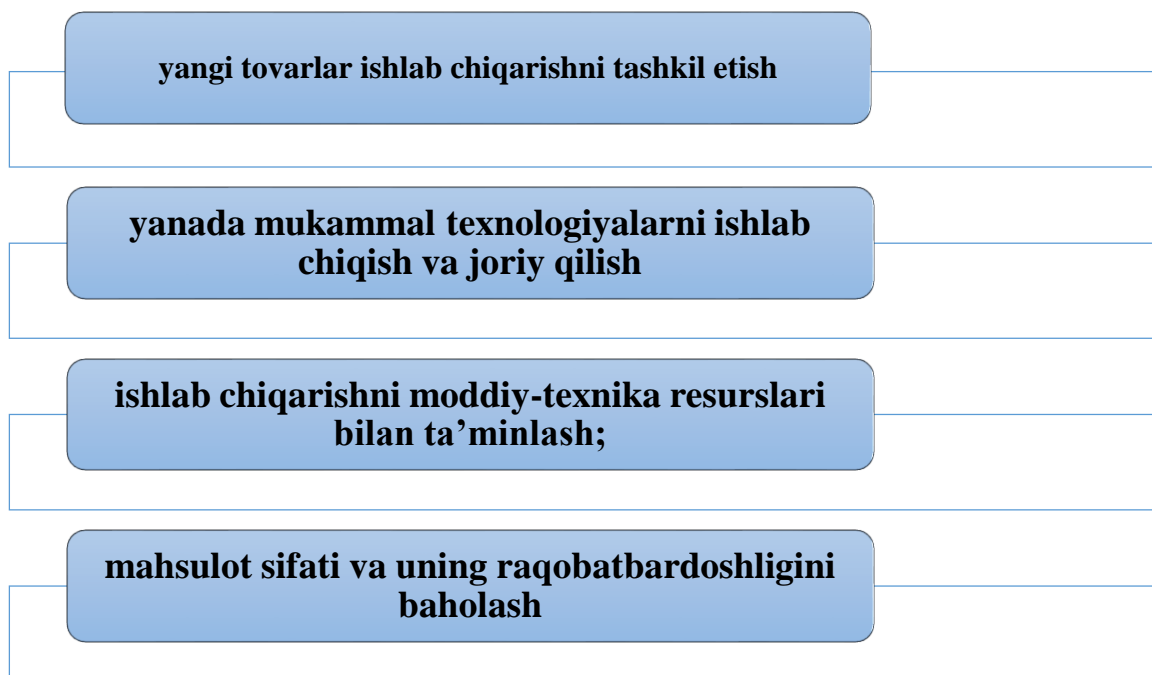 yangi tovarlar ishlab chiqarishni tashkil etish
yanada mukammal texnologiyalarni ishlab
chiqish va joriy qilish
ishlab chiqarishni moddiy-texnika resurslari
bilan ta’minlash;
mahsulot sifati va uning raqobatbardoshligini
baholash